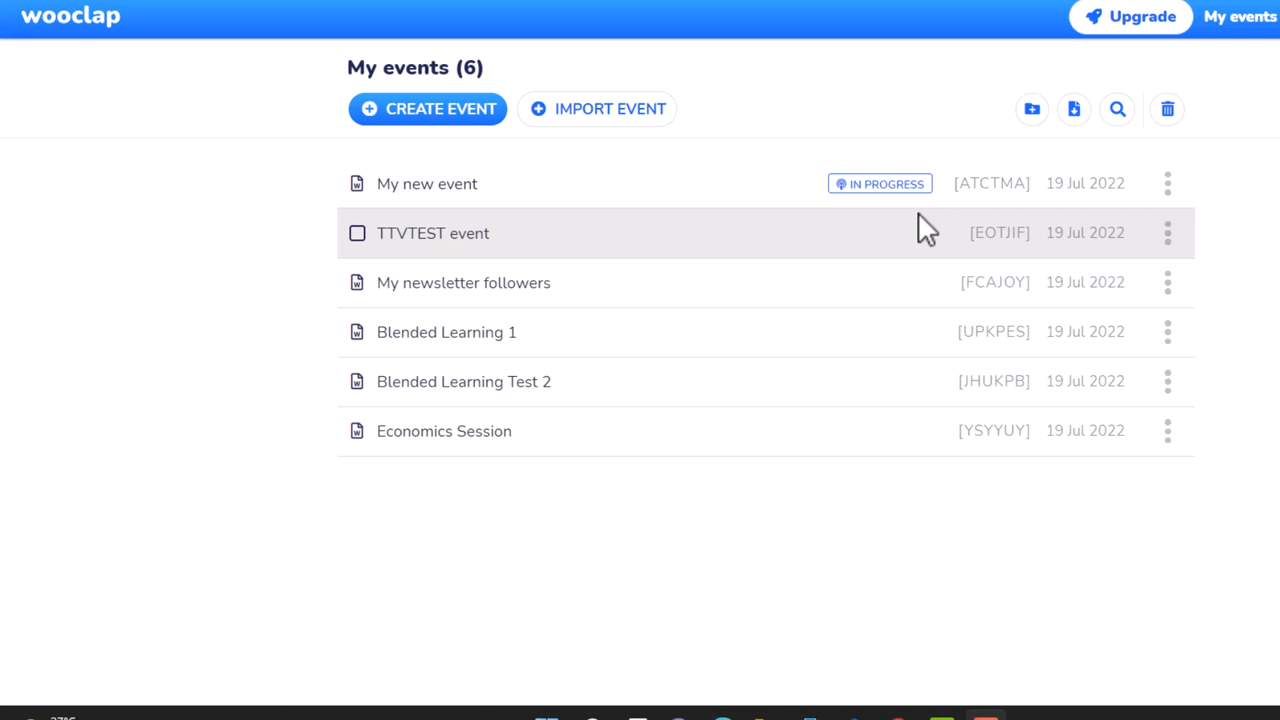 wooclap
Upgrade
My events
My events (6)
CREATE EVENT
IMPORT EVENT
My new event IN PROGRESS [ATCTMA] 19 Jul 2022
TTVTEST event [EOTJIF] 19 Jul 2022
My newsletter followers [FCAJOY] 19 Jul 2022
Blended Learning 1 [UPKPES] 19 Jul 2022
Blended Learning Test 2 [JHUKPB] 19 Jul 2022
Economics Session [YSYYUY] 19 Jul 2022